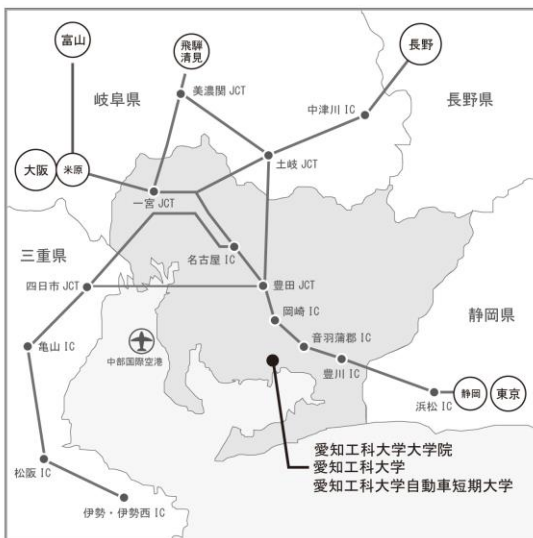 富山
飛騨
清見
長野
美濃関 JCT
岐阜県
中津川 IC
長野県
土岐 JCT
大阪
米原
一宮 JCT
三重県
名古屋 IC
四日市 JCT
豊田 JCT
岡崎 IC
静岡県
音羽蒲郡 IC
亀山 IC
中部国際空港
豊川 IC
浜松 IC
静岡
東京
愛知工科大学大学院
愛知工科大学
愛知工科大学自動車短期大学
松阪 IC
伊勢・伊勢西 IC